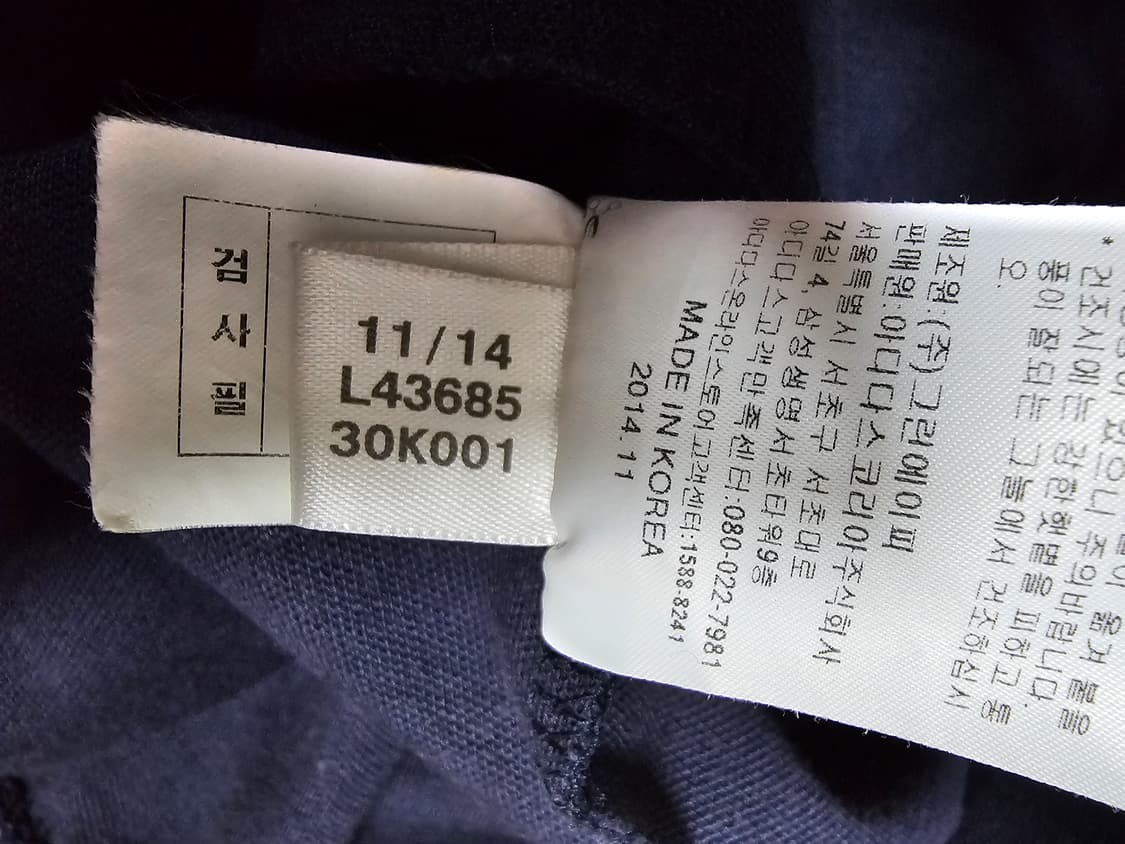 검
사
필
11/14
L43685
30K001
* 건조시에는 강한햇볕을 피하고 통
풍이 잘되는 그늘에서 건조하십시
오.
제조원:(주)그린에이피
판매원:아디다스코리아주식회사
서울특별시 서초구 서초대로
74길 4, 삼성생명서초타워9층
아디다스고객만족센터:080-022-7981
아디다스온라인스토어고객센터:1588-8241
MADE IN KOREA
2014.11